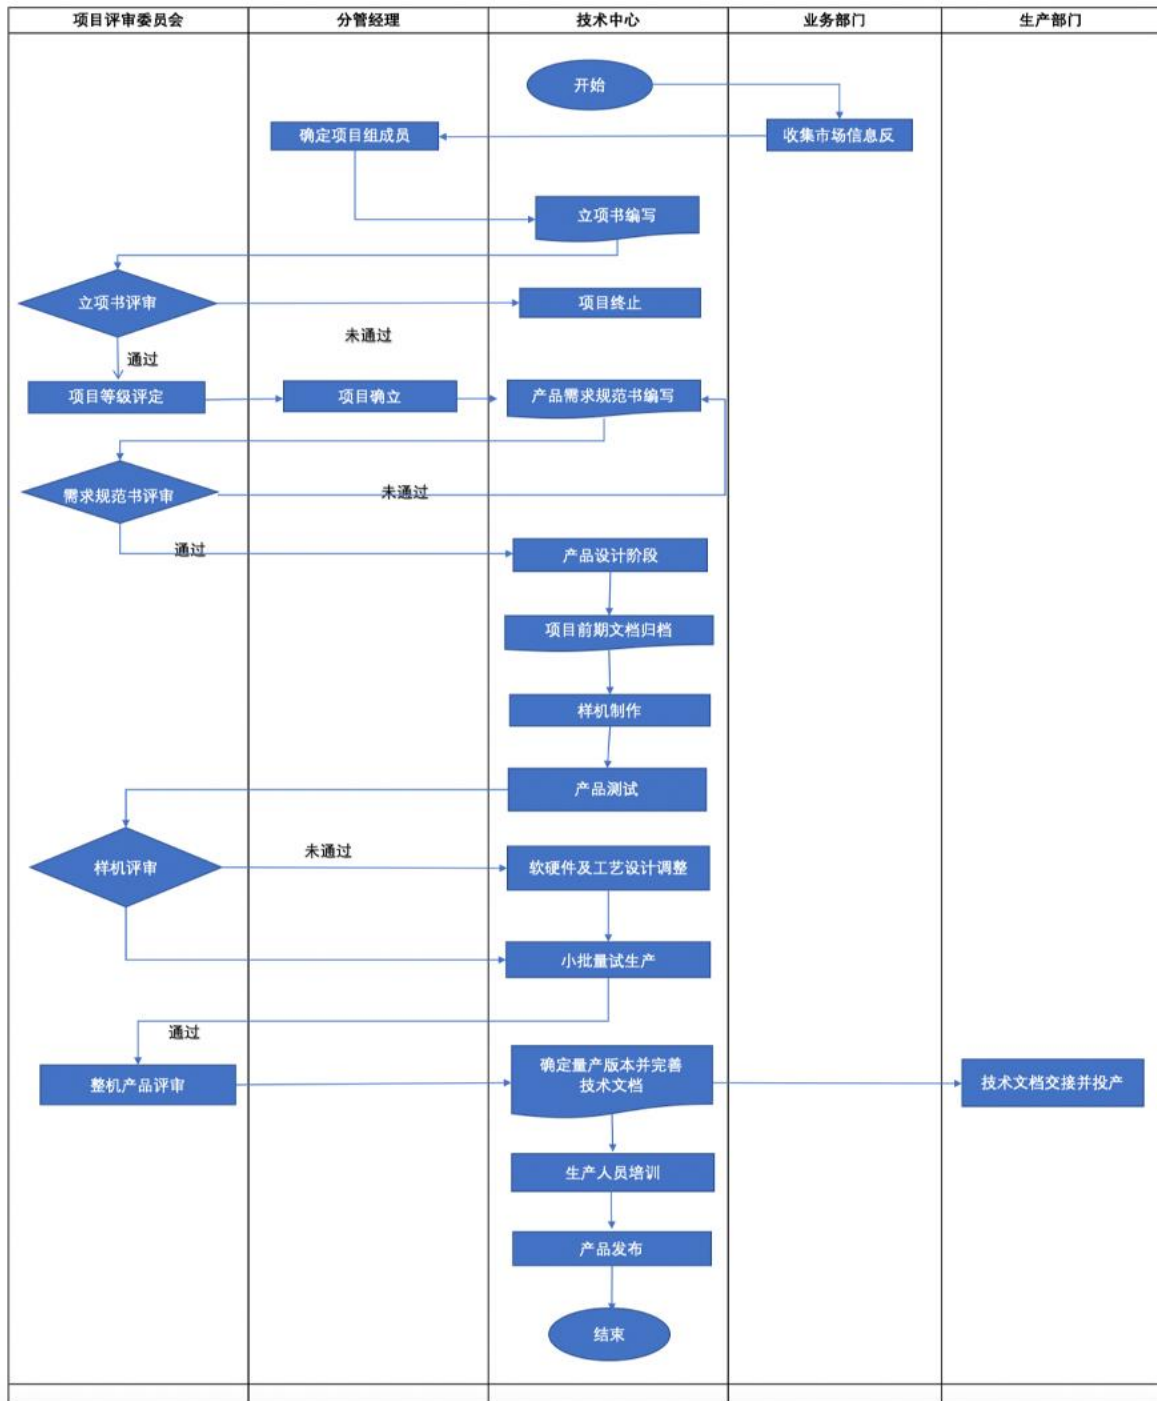 项目评审委员会
分管经理
技术中心
业务部门
生产部门
开始
确定项目组成员
收集市场信息反
立项书编写
立项书评审
项目终止
未通过
通过
项目等级评定
项目确立
产品需求规范书编写
需求规范书评审
未通过
通过
产品设计阶段
项目前期文档归档
样机制作
产品测试
样机评审
未通过
软硬件及工艺设计调整
小批量试生产
通过
整机产品评审
确定量产版本并完善
技术文档
技术文档交接并投产
生产人员培训
产品发布
结束